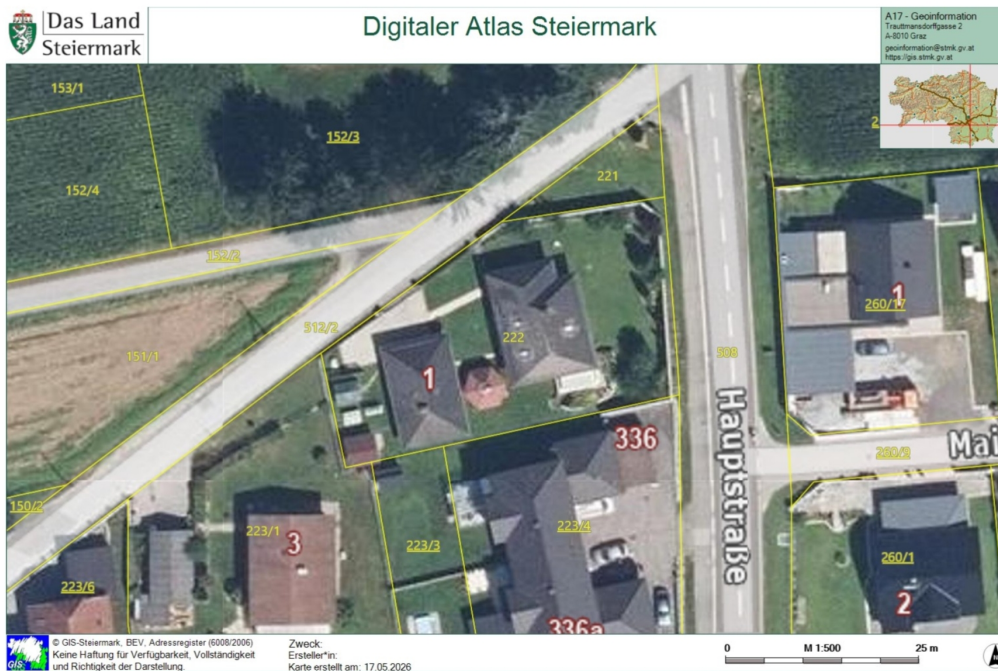 Das Land
Steiermark
Digitaler Atlas Steiermark
A17 - Geoinformation
Trauttmansdorffgasse 2
A-8010 Graz
geoinformation@stmk.gv.at
https://gis.stmk.gv.at
153/1
152/3
152/4
221
152/2
512/2
222
508
1
260/17
151/1
1
Hauptstraße
336
Mai
220/9
150/2
223/1
3
223/3
223/4
223/6
260/1
2
336a
GIS
© GIS-Steiermark, BEV, Adressregister (6008/2006)
Keine Haftung für Verfügbarkeit, Vollständigkeit
und Richtigkeit der Darstellung.
Zweck:
Ersteller*in:
Karte erstellt am: 17.05.2026
0 M 1:500 25 m